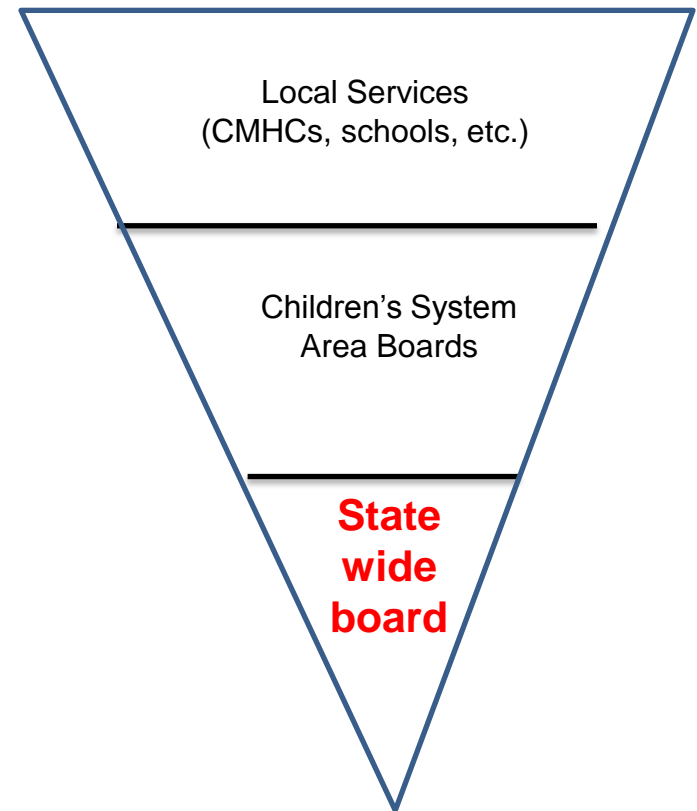 Local Services
(CMHCs, schools, etc.)
Children’s System
Area Boards
State
wide
board